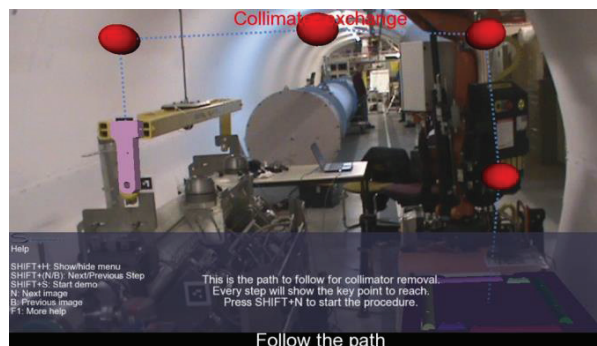 Collimator exchange
Help
SHIFT+H: Show/hide menu
SHIFT+(N/B): Next/Previous Step
SHIFT+S: Start demo
N: Next image
B: Previous image
F1: More help
This is the path to follow for collimator removal.
Every step will show the key point to reach.
Press SHIFT+N to start the procedure.
Follow the path